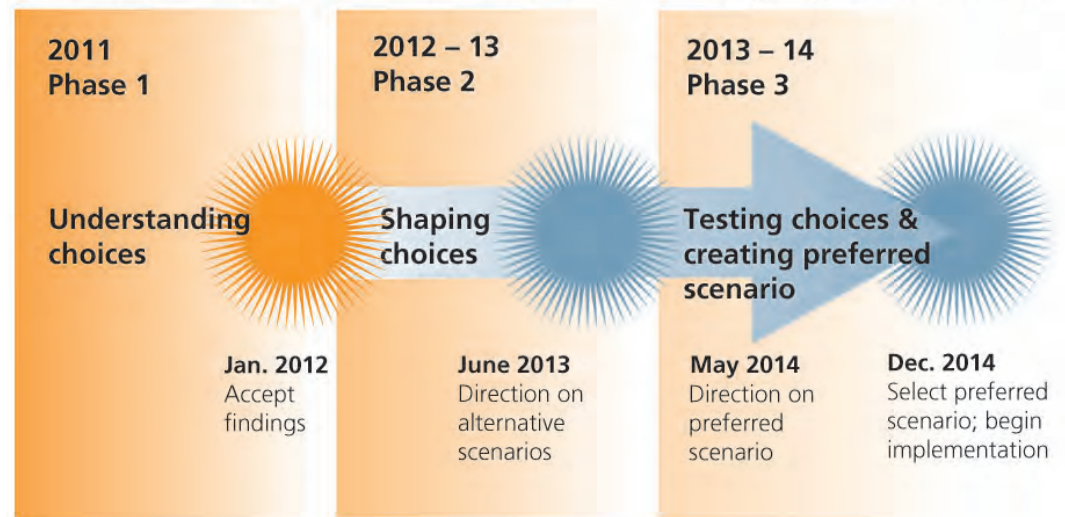 2011
Phase 1
2012 – 13
Phase 2
2013 – 14
Phase 3
Understanding
choices
Shaping
choices
Testing choices &
creating preferred
scenario
Jan. 2012
Accept
findings
June 2013
Direction on
alternative
scenarios
May 2014
Direction on
preferred
scenario
Dec. 2014
Select preferred
scenario; begin
implementation